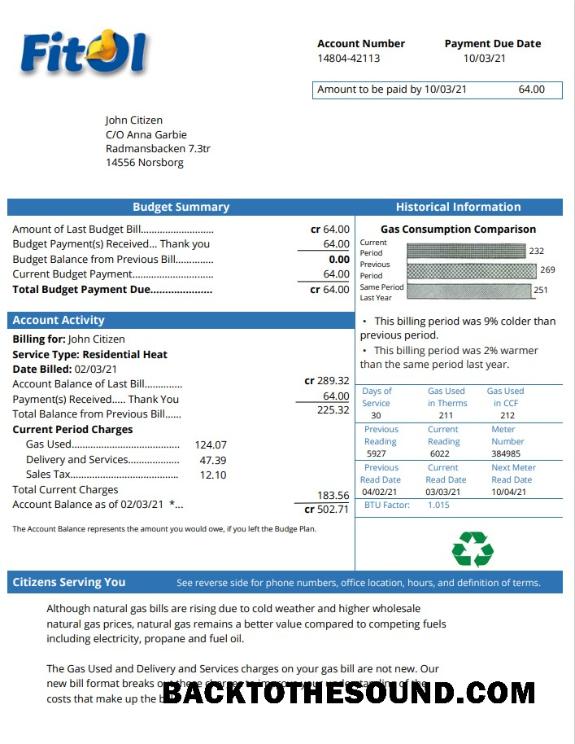 FitOl
Account Number Payment Due Date
14804-42113 10/03/21
Amount to be paid by 10/03/21 64.00
John Citizen
C/O Anna Garbie
Radmansbacken 7.3tr
14556 Norsborg
Budget Summary
Amount of Last Budget Bill........................... cr 64.00
Budget Payment(s) Received... Thank you 64.00
Budget Balance from Previous Bill.............. 0.00
Current Budget Payment.......................... 64.00
Total Budget Payment Due..................... cr 64.00
Historical Information
Gas Consumption Comparison
Current Period 232
Previous Period 269
Same Period Last Year 251
• This billing period was 9% colder than
previous period.
• This billing period was 2% warmer
than the same period last year.
Account Activity
Billing for: John Citizen
Service Type: Residential Heat
Date Billed: 02/03/21
Account Balance of Last Bill.............. cr 289.32
Payment(s) Received..... Thank You 64.00
Total Balance from Previous Bill...... 225.32
Current Period Charges
Gas Used....................................... 124.07
Delivery and Services.................... 47.39
Sales Tax........................................ 12.10
Total Current Charges 183.56
Account Balance as of 02/03/21 *... cr 502.71
The Account Balance represents the amount you would owe, if you left the Budge Plan.
Days of Service Gas Used in Therms Gas Used in CCF
30 211 212
Previous Reading Current Reading Meter Number
5927 6022 384985
Previous Read Date Current Read Date Next Meter Read Date
04/02/21 03/03/21 10/04/21
BTU Factor: 1.015
Citizens Serving You See reverse side for phone numbers, office location, hours, and definition of terms.
Although natural gas bills are rising due to cold weather and higher wholesale
natural gas prices, natural gas remains a better value compared to competing fuels
including electricity, propane and fuel oil.
The Gas Used and Delivery and Services charges on your gas bill are not new. Our
new bill format breaks out these charges to improve your understanding of the
costs that make up the
BACKTOTHESOUND.COM